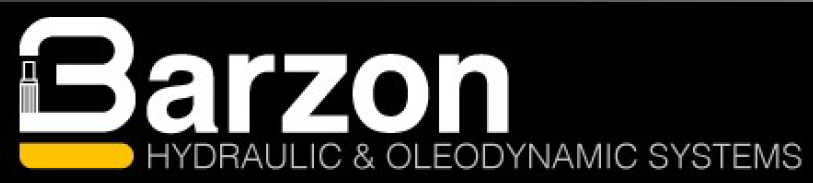 Barzon
HYDRAULIC & OLEODYNAMIC SYSTEMS